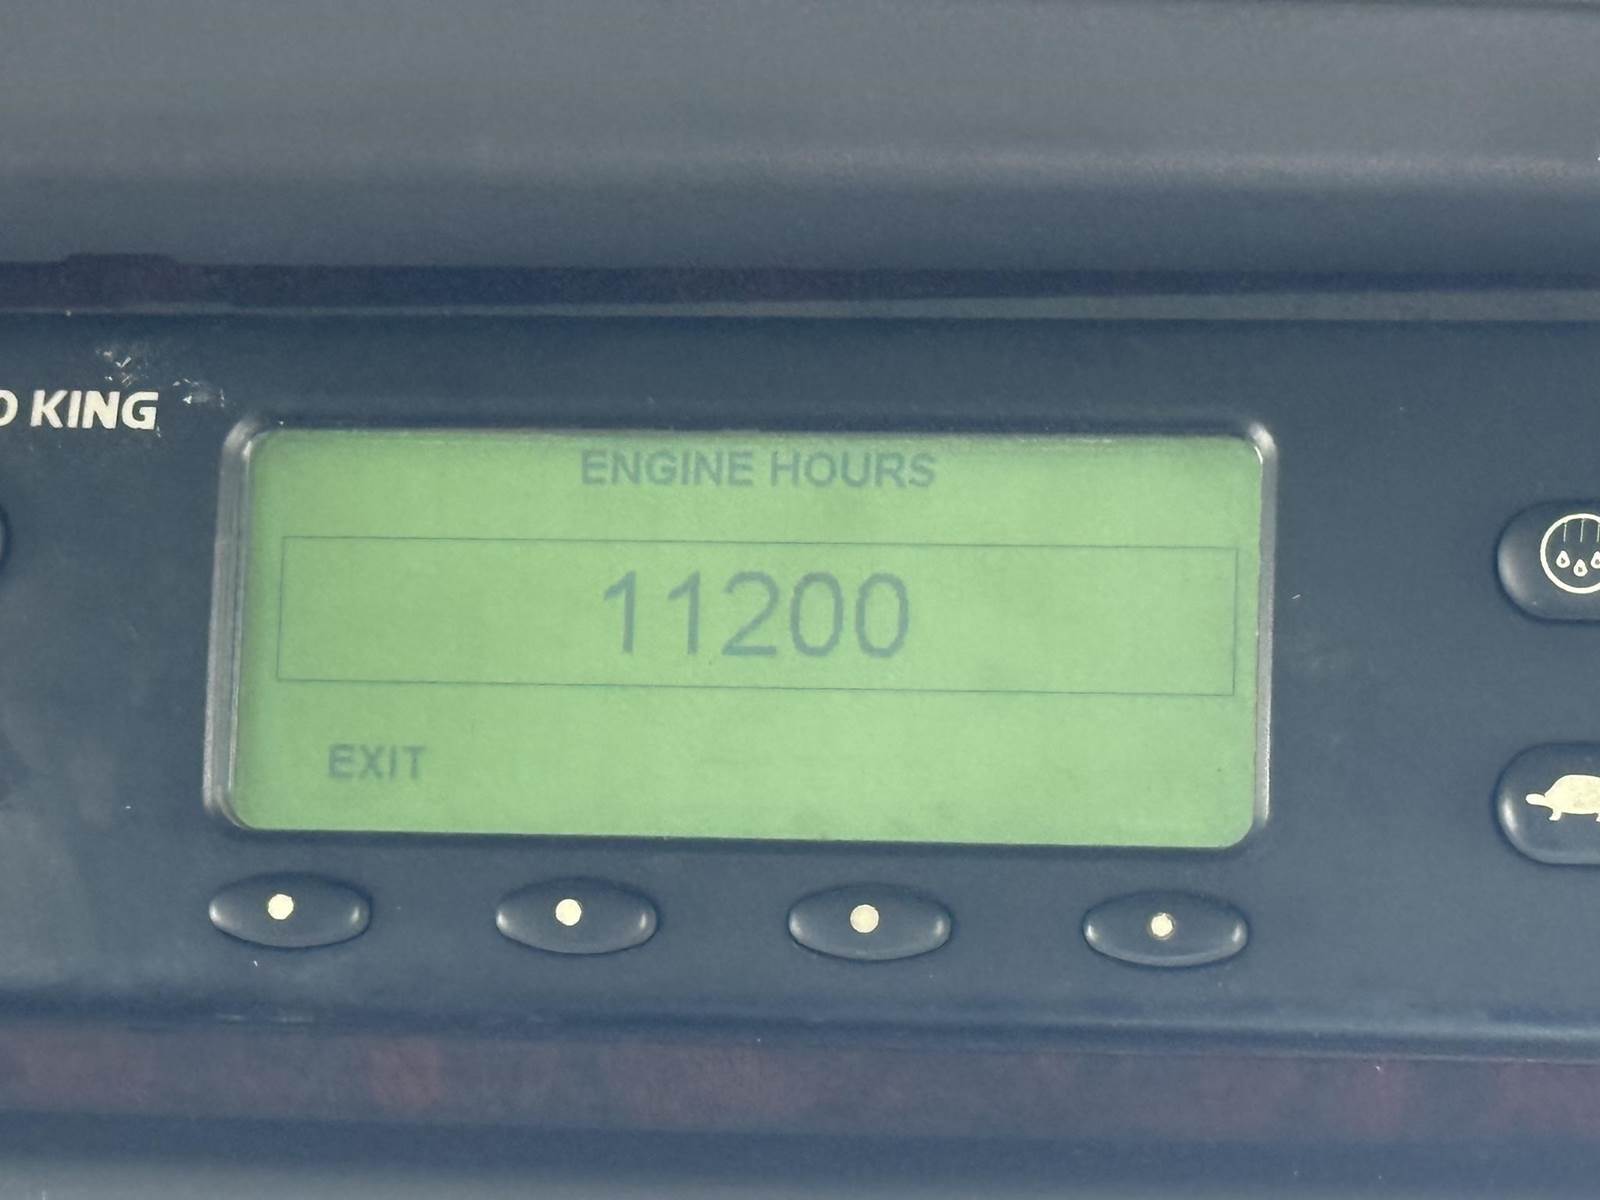 O KING
ENGINE HOURS
11200
EXIT